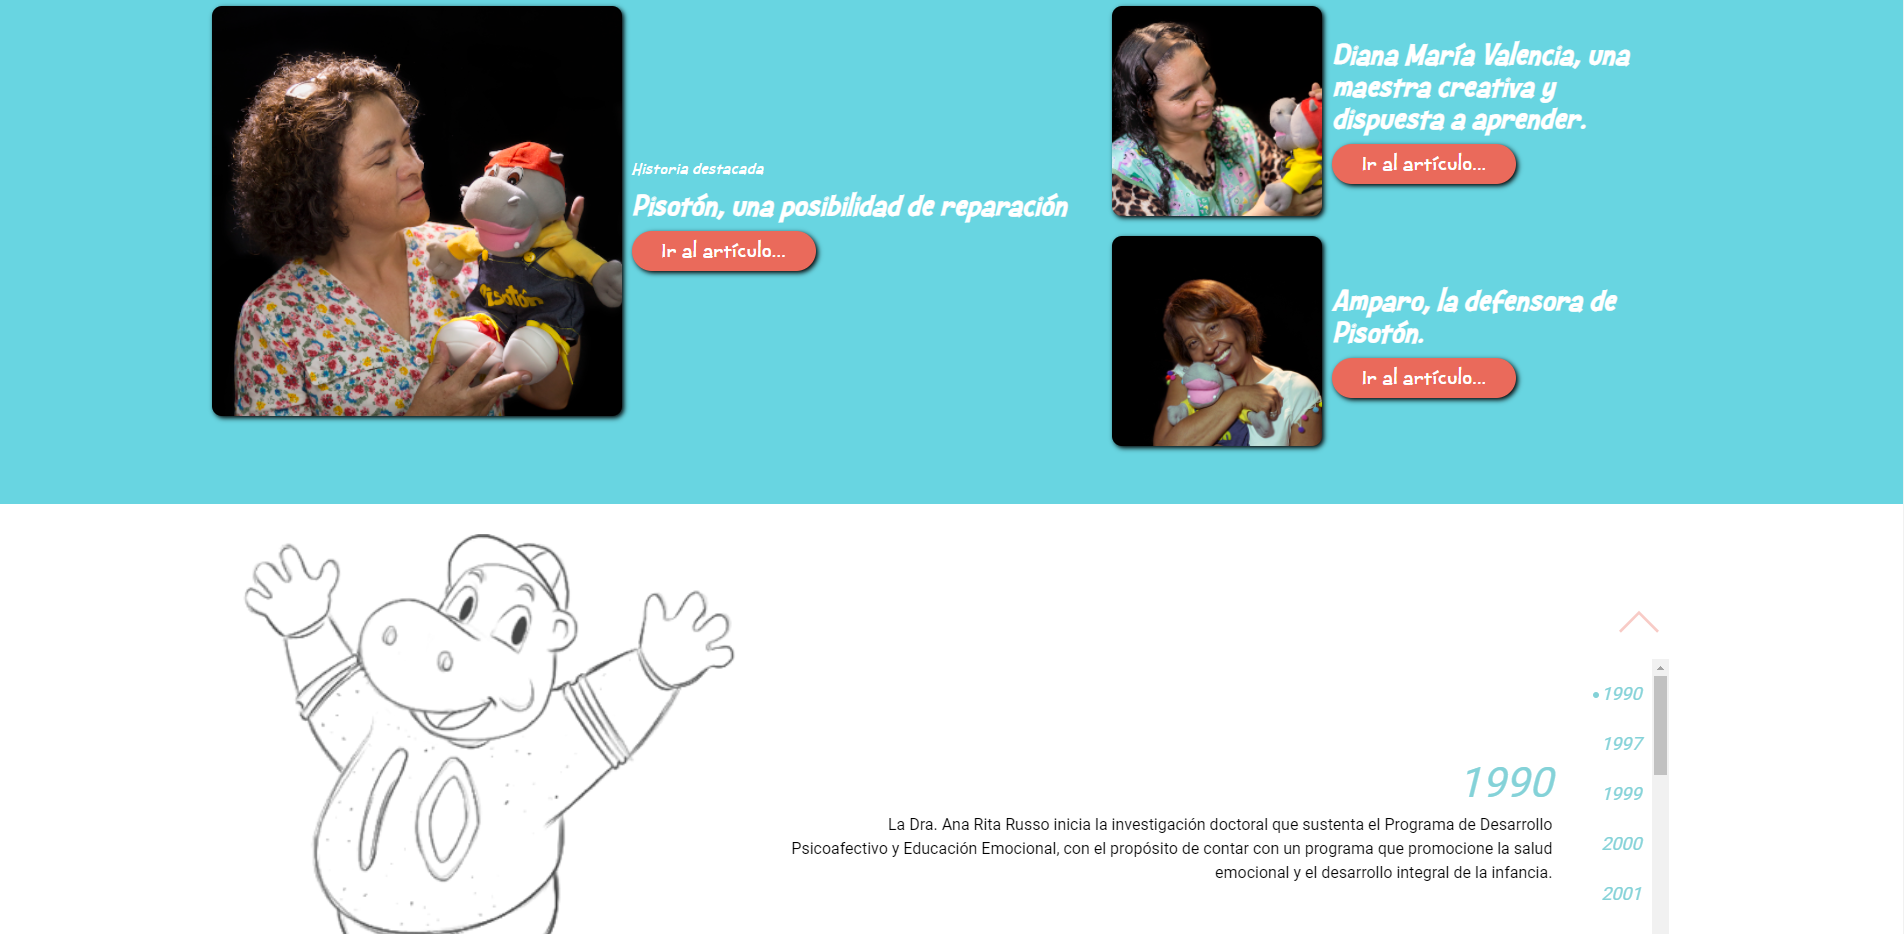 Historia destacada
Pisotón, una posibilidad de reparación
Ir al artículo...
Pisotón
Diana María Valencia, una
maestra creativa y
dispuesta a aprender.
Ir al artículo...
Amparo, la defensora de
Pisotón.
Ir al artículo...
10
1990
La Dra. Ana Rita Russo inicia la investigación doctoral que sustenta el Programa de Desarrollo
Psicoafectivo y Educación Emocional, con el propósito de contar con un programa que promocione la salud
emocional y el desarrollo integral de la infancia.
• 1990
1997
1999
2000
2001